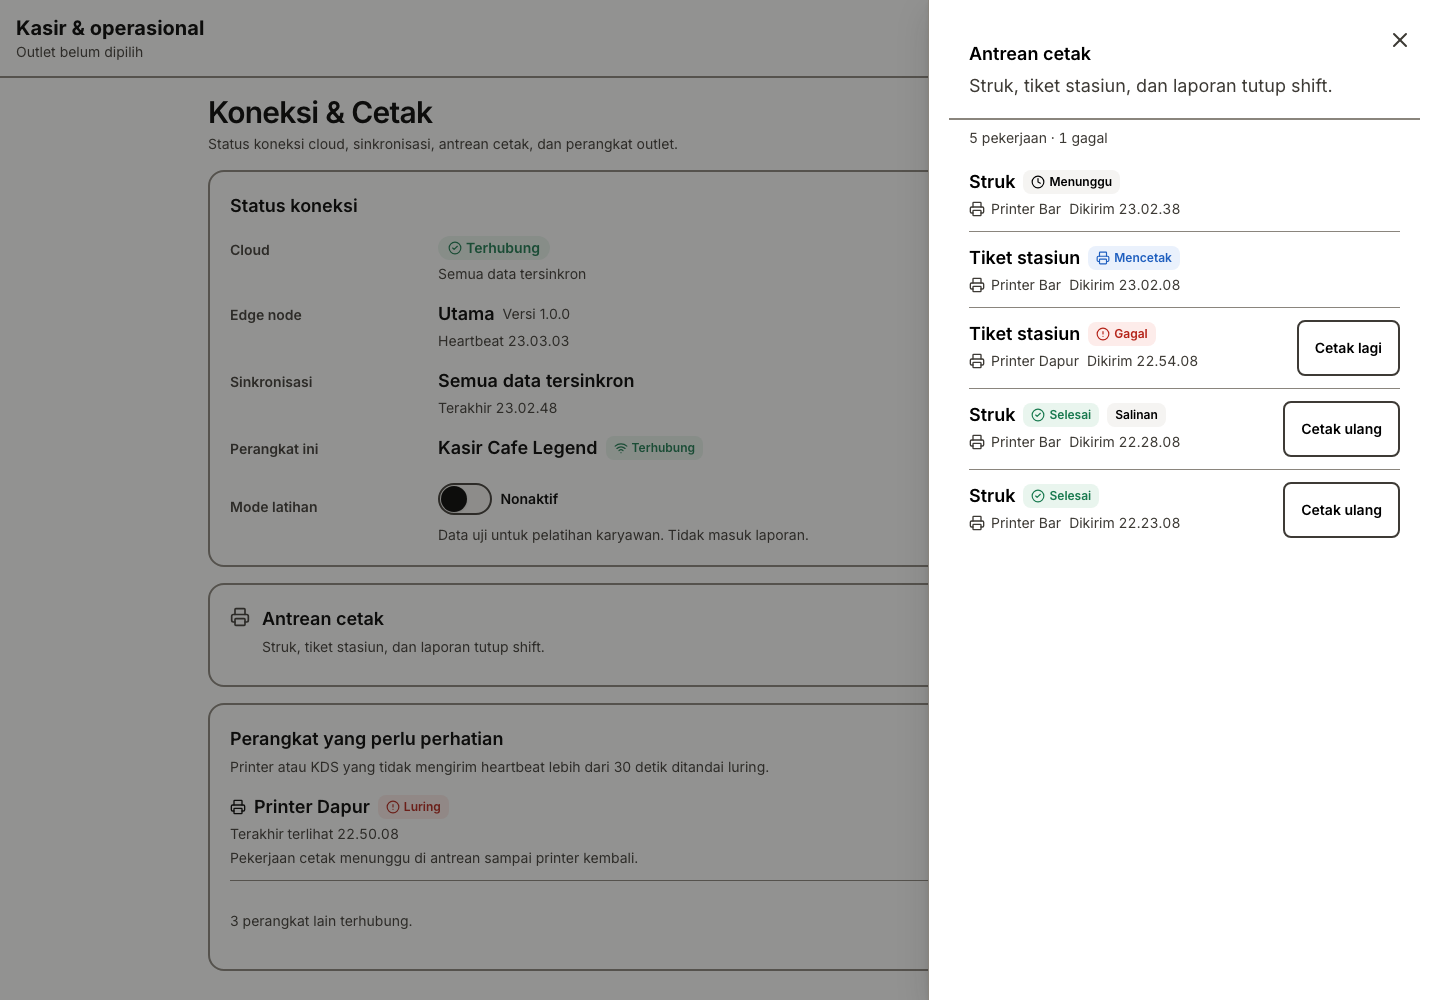 Kasir & operasional
Outlet belum dipilih
Koneksi & Cetak
Status koneksi cloud, sinkronisasi, antrean cetak, dan perangkat outlet.
Status koneksi
Cloud
Terhubung
Semua data tersinkron
Edge node
Utama Versi 1.0.0
Heartbeat 23.03.03
Sinkronisasi
Semua data tersinkron
Terakhir 23.02.48
Perangkat ini
Kasir Cafe Legend Terhubung
Mode latihan
Nonaktif
Data uji untuk pelatihan karyawan. Tidak masuk laporan.
Antrean cetak
Struk, tiket stasiun, dan laporan tutup shift.
Perangkat yang perlu perhatian
Printer atau KDS yang tidak mengirim heartbeat lebih dari 30 detik ditandai luring.
Printer Dapur Luring
Terakhir terlihat 22.50.08
Pekerjaan cetak menunggu di antrean sampai printer kembali.
3 perangkat lain terhubung.
Antrean cetak
Struk, tiket stasiun, dan laporan tutup shift.
5 pekerjaan · 1 gagal
Struk Menunggu
Printer Bar Dikirim 23.02.38
Tiket stasiun Mencetak
Printer Bar Dikirim 23.02.08
Tiket stasiun Gagal
Printer Dapur Dikirim 22.54.08
Cetak lagi
Struk Selesai Salinan
Printer Bar Dikirim 22.28.08
Cetak ulang
Struk Selesai
Printer Bar Dikirim 22.23.08
Cetak ulang